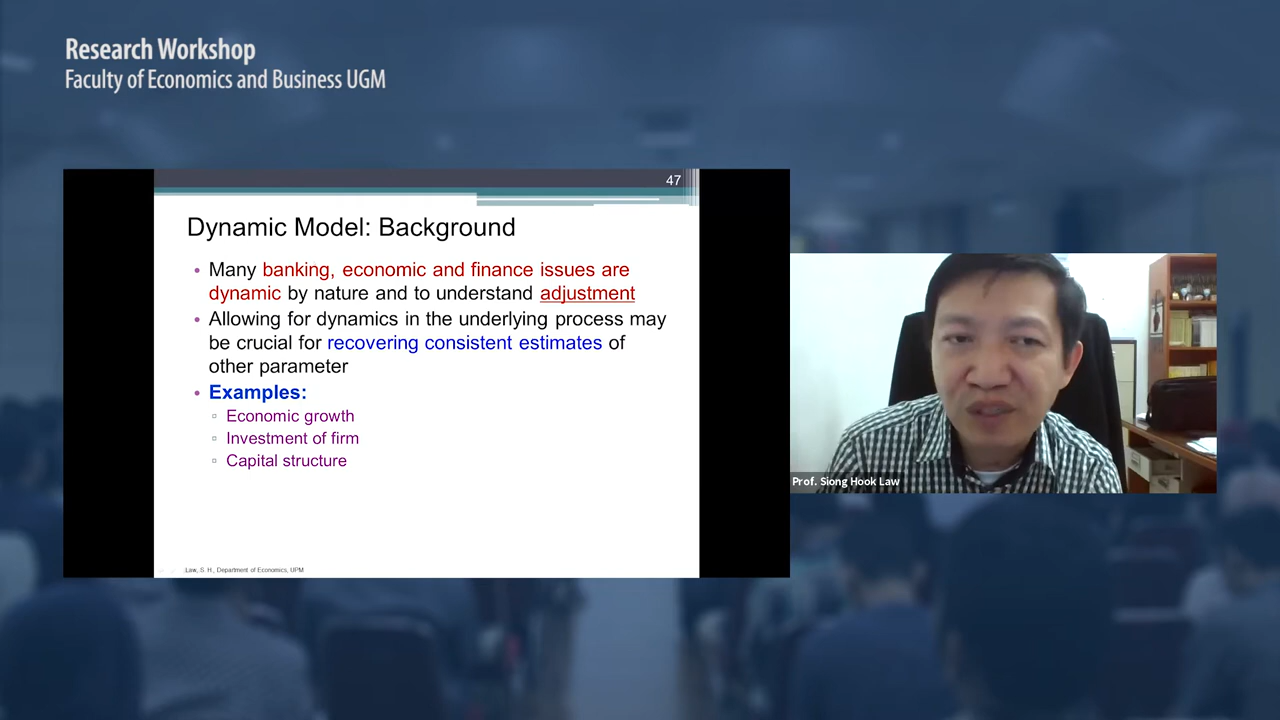 Research Workshop
Faculty of Economics and Business UGM
47
Dynamic Model: Background
• Many banking, economic and finance issues are
dynamic by nature and to understand adjustment
• Allowing for dynamics in the underlying process may
be crucial for recovering consistent estimates of
other parameter
• Examples:
▫ Economic growth
▫ Investment of firm
▫ Capital structure
Law, S. H., Department of Economics, UPM
Prof. Siong Hook Law